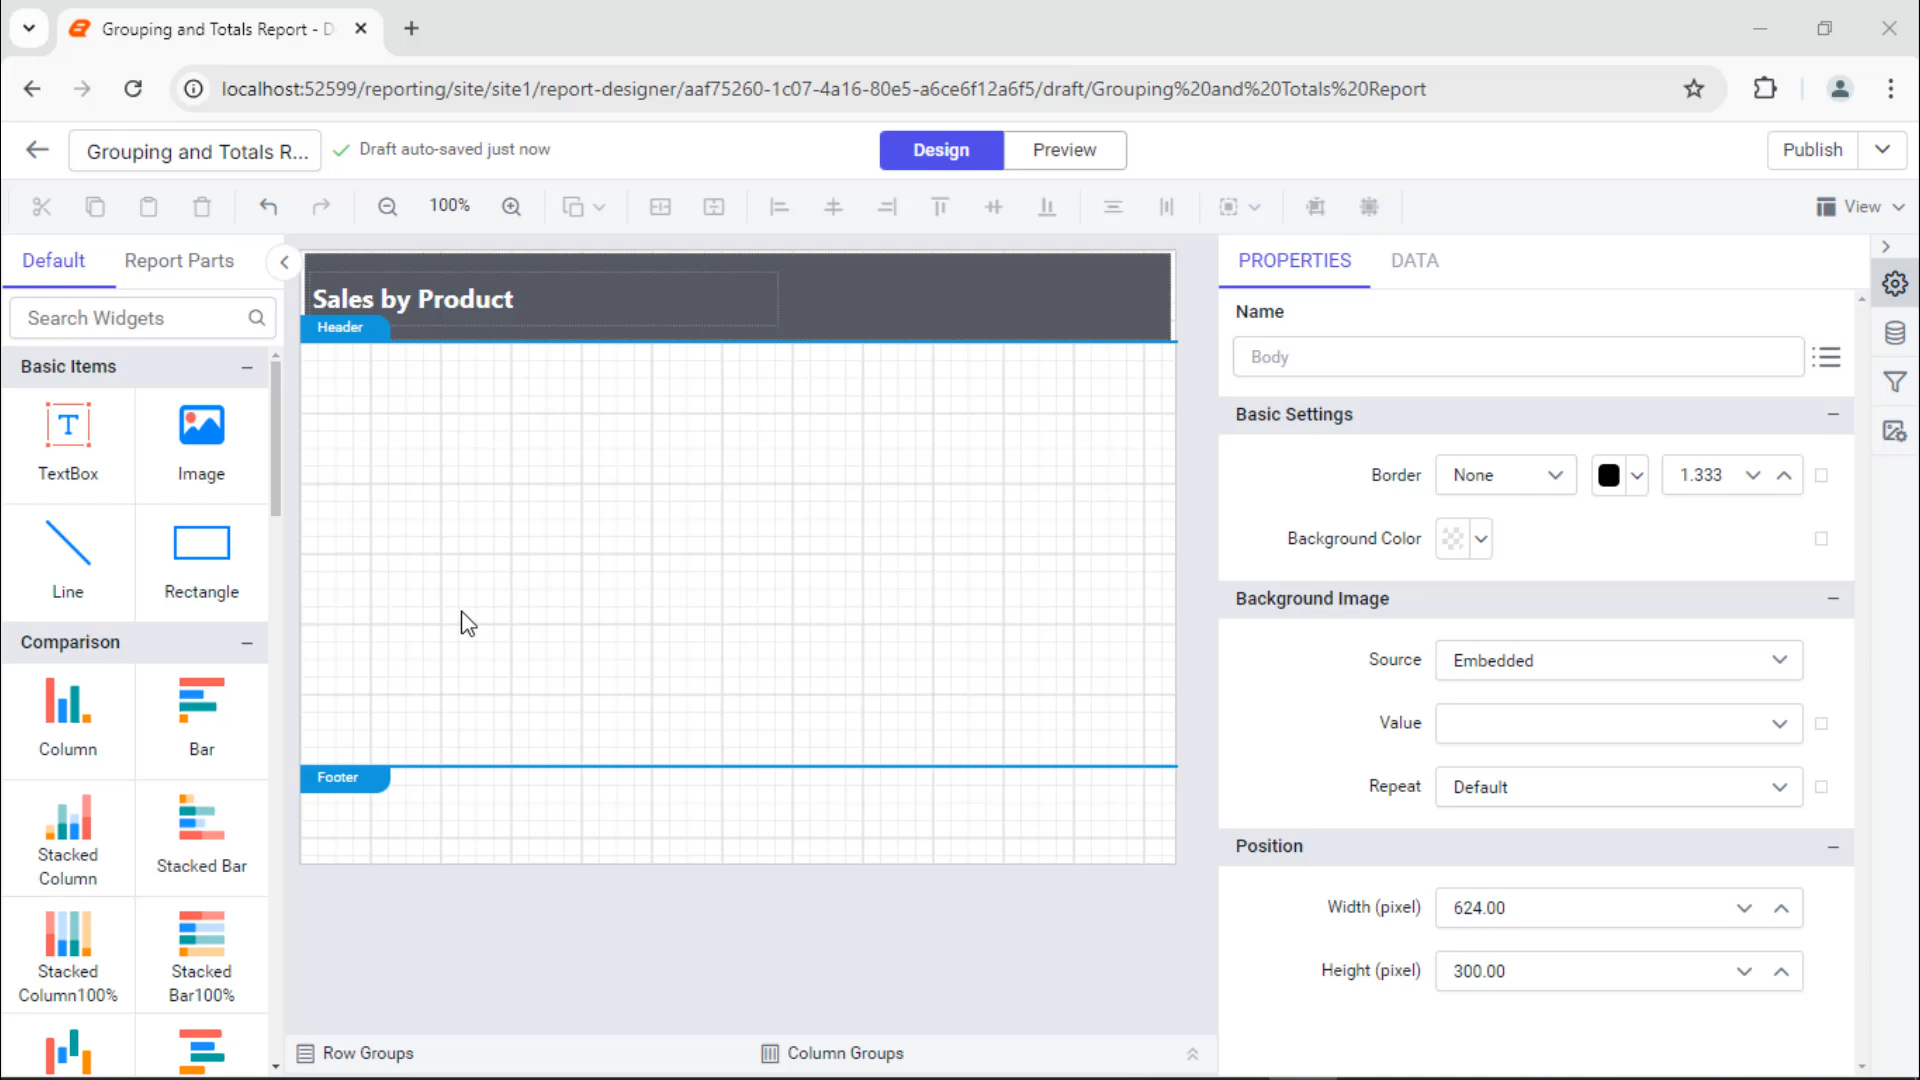 Grouping and Totals Report - D
localhost:52599/reporting/site/site1/report-designer/aaf75260-1c07-4a16-80e5-a6ce6f12a6f5/draft/Grouping%20and%20Totals%20Report
Grouping and Totals R...
Draft auto-saved just now
Design
Preview
Publish
100%
View
Default
Report Parts
Search Widgets
Basic Items
TextBox
Image
Line
Rectangle
Comparison
Column
Bar
Stacked
Column
Stacked Bar
Stacked
Column100%
Stacked
Bar100%
Sales by Product
Header
Footer
Row Groups
Column Groups
PROPERTIES
DATA
Name
Body
Basic Settings
Border
None
1.333
Background Color
Background Image
Source
Embedded
Value
Repeat
Default
Position
Width (pixel)
624.00
Height (pixel)
300.00